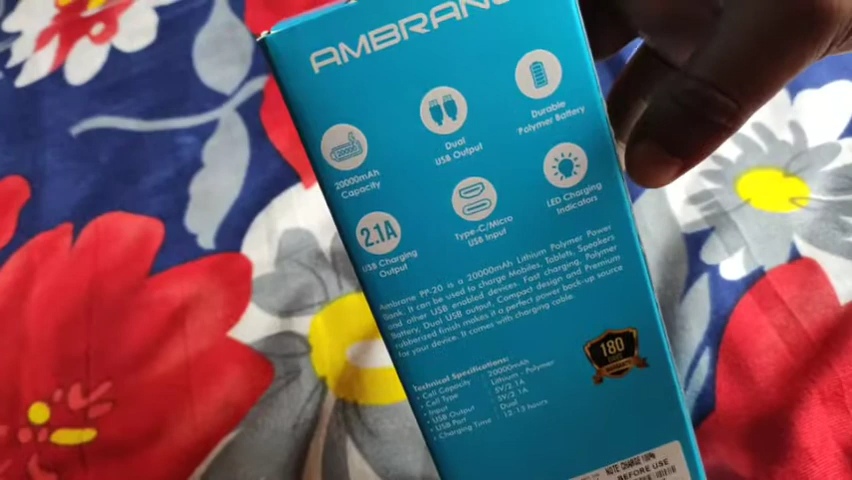 AMBRANE
20000mAh
Capacity
Dual
USB Output
Durable
Polymer Battery
2.1A
USB Charging
Output
Type-C/Micro
USB Input
LED Charging
Indicators
Ambrane PP-20 is a 20000mAh Lithium Polymer Power
Bank. It can be used to charge Mobiles, Tablets, Speakers
and other USB enabled devices. Fast charging, Polymer
Battery, Dual USB output, Compact design and Premium
rubberized finish makes it a perfect power back-up source
for your device. It comes with charging cable.
180
Technical Specifications:
• Cell Capacity : 20000mAh
• Cell Type : Lithium - Polymer
• Input : 5V/2.1A
• USB Output : 5V/2.1A
• USB Port : Dual
• Charging Time : 12-13 hours
NOTE: CHARGE 100%
BEFORE USE